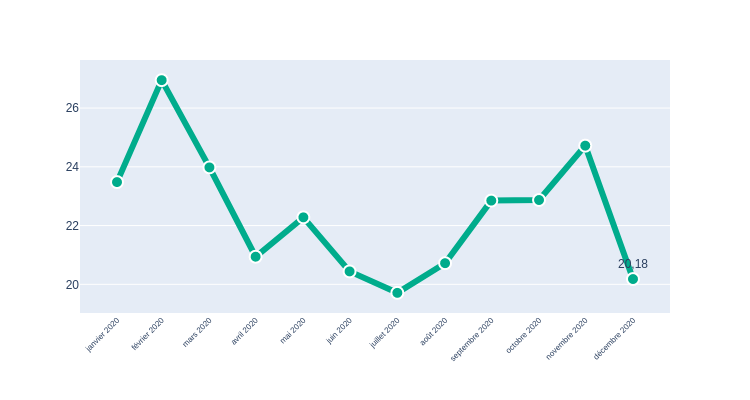 26
24
22
20
20.18
janvier 2020
février 2020
mars 2020
avril 2020
mai 2020
juin 2020
juillet 2020
août 2020
septembre 2020
octobre 2020
novembre 2020
décembre 2020